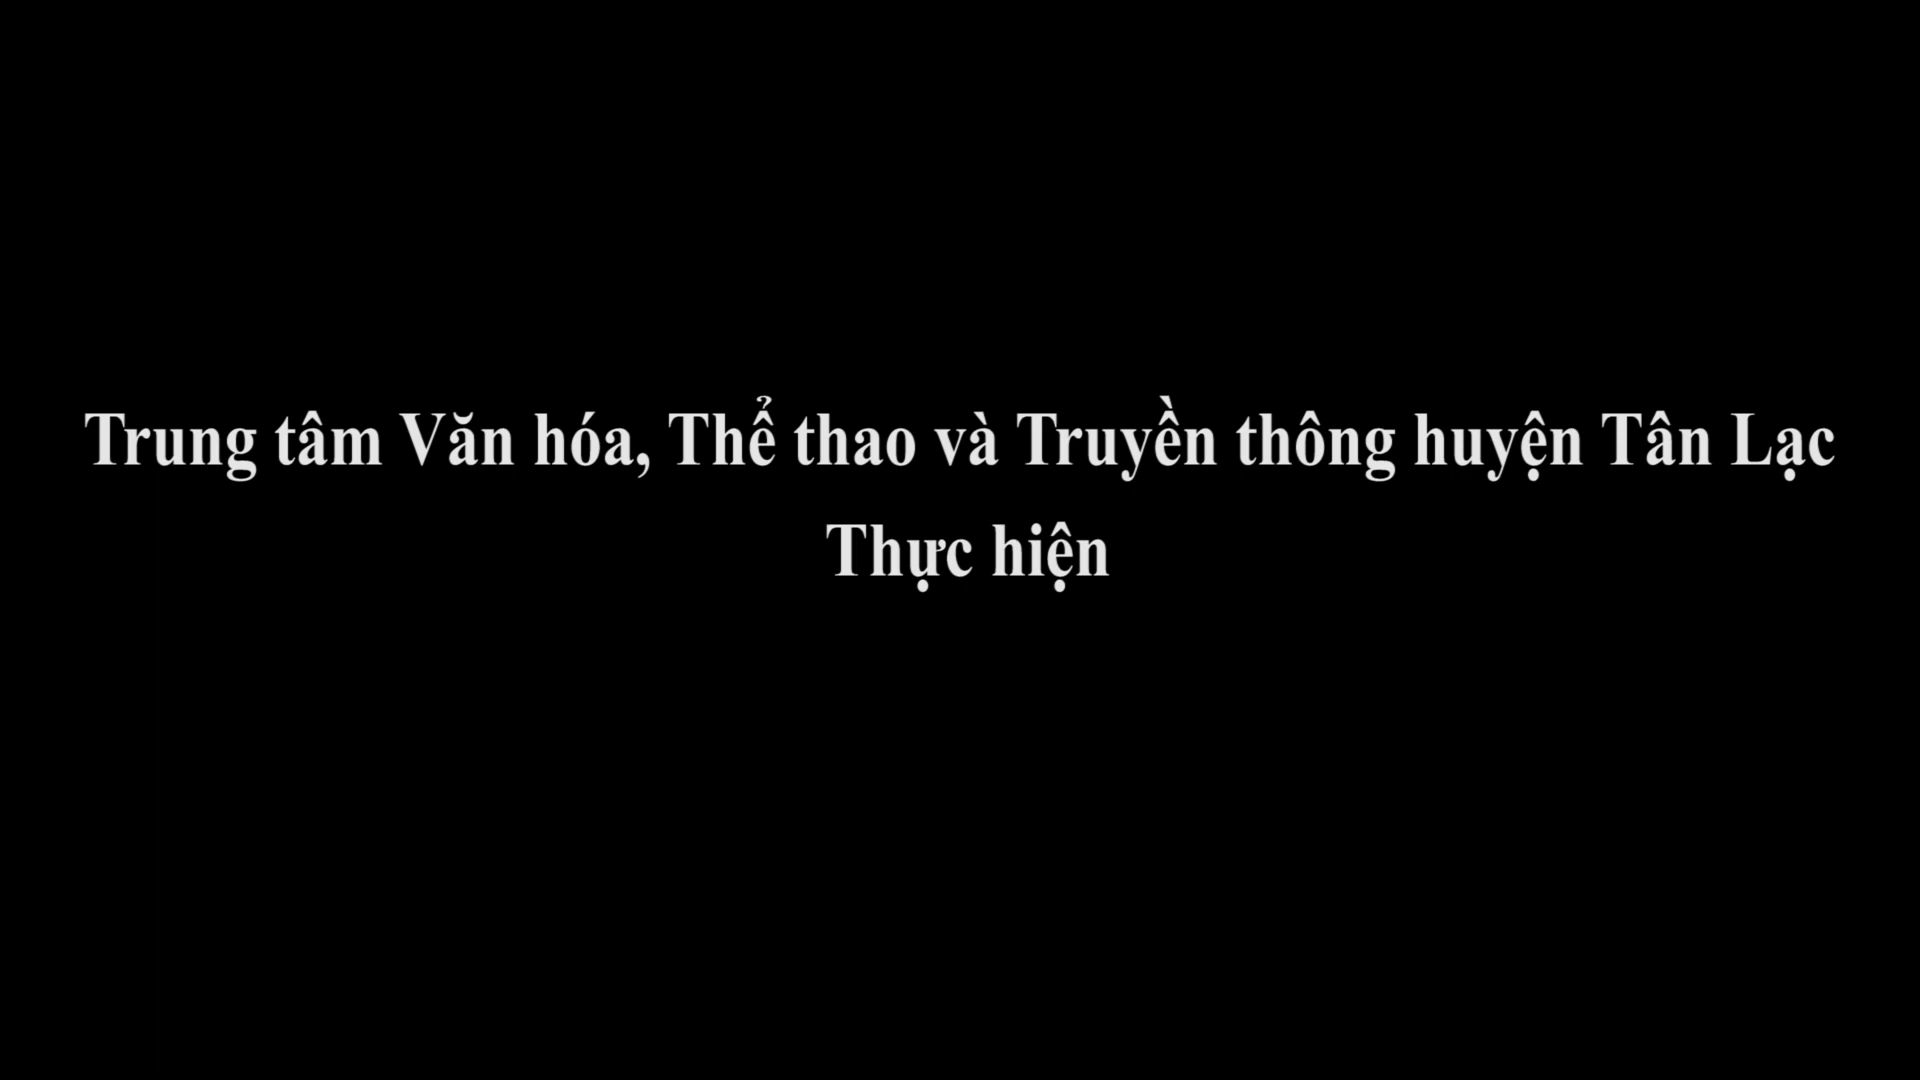 Trung tâm Văn hóa, Thể thao và Truyền thông huyện Tân Lạc
Thực hiện